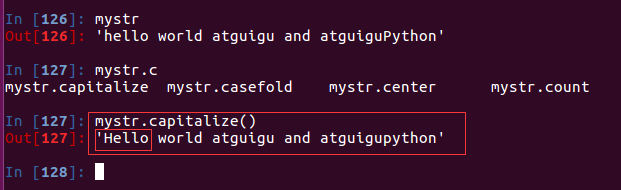 In [126]: mystr
Out[126]: 'hello world atguigu and atguiguPython'
In [127]: mystr.c
mystr.capitalize mystr.casefold mystr.center mystr.count
In [127]: mystr.capitalize()
Out[127]: 'Hello world atguigu and atguigupython'
In [128]: